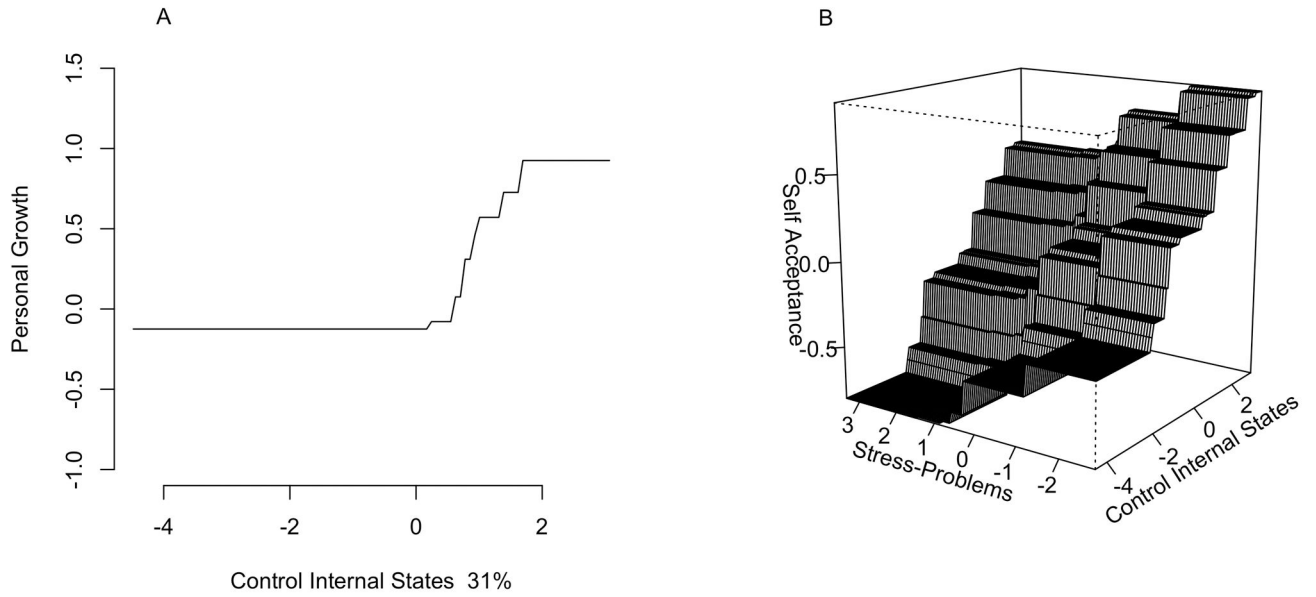 A
1.5
1.0
0.5
0.0
-0.5
-1.0
Personal Growth
-4 -2 0 2
Control Internal States 31%
B
0.5
0.0
-0.5
Self Acceptance
3 2 1 0 -1 -2
Stress-Problems
-4 -2 0 2
Control Internal States